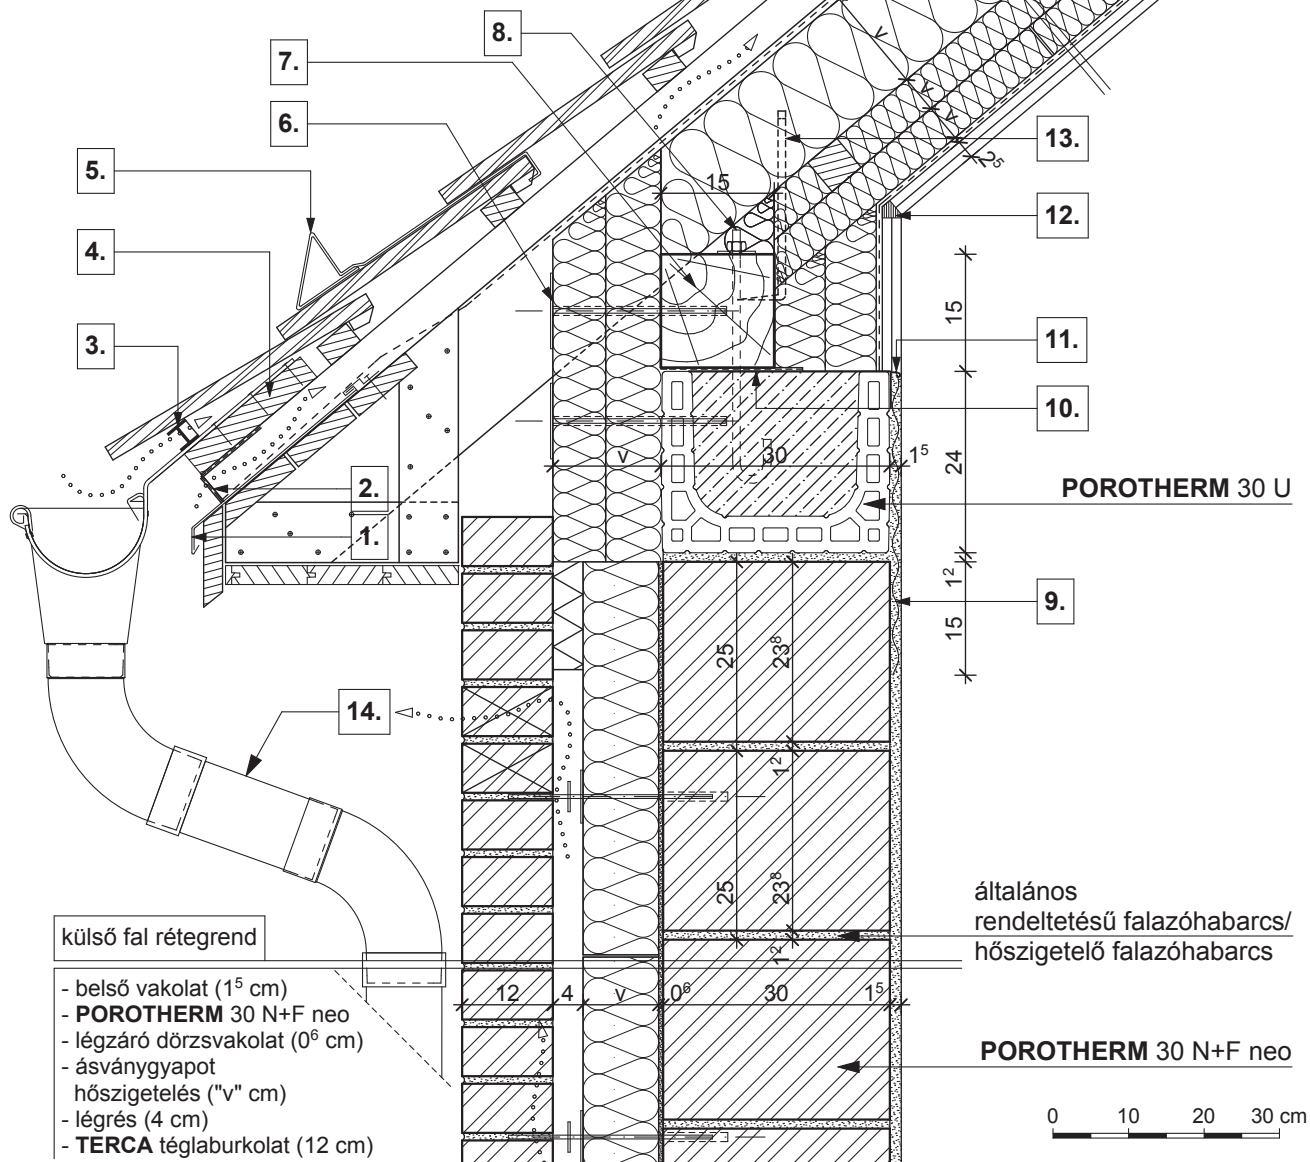 8.
7.
6.
5.
4.
3.
2.
1.
13.
12.
11.
10.
9.
14.
15
v
v
v
2⁵
15
24
1²
15
v
30
1⁵
POROTHERM 30 U
25
23⁸
1²
25
23⁸
1²
általános
rendeltetésű falazóhabarcs/
hőszigetelő falazóhabarcs
külső fal rétegrend
12
4
v
0⁶
30
1⁵
- belső vakolat (1⁵ cm)
- POROTHERM 30 N+F neo
- légzáró dörzsvakolat (0⁶ cm)
- ásványgyapot
hőszigetelés ("v" cm)
- légrés (4 cm)
- TERCA téglaburkolat (12 cm)
POROTHERM 30 N+F neo
0 10 20 30 cm